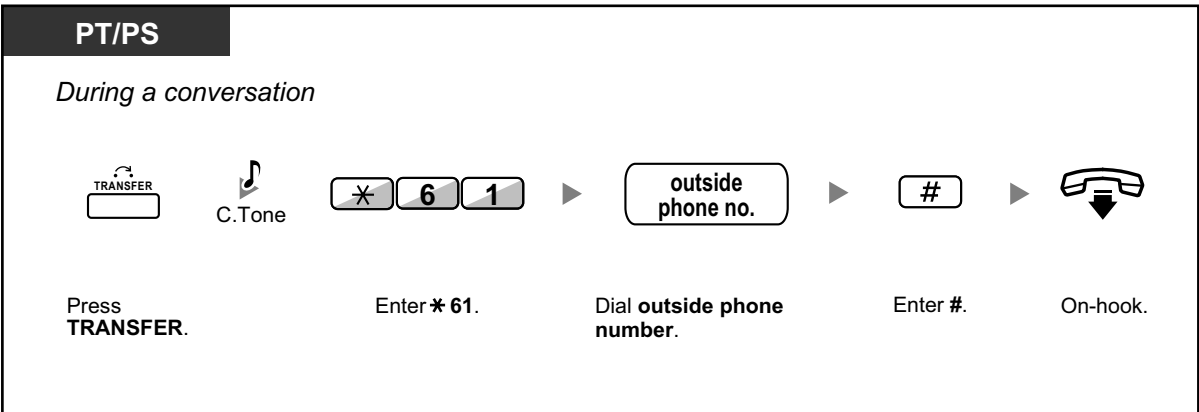 PT/PS
During a conversation
TRANSFER
C.Tone
* 6 1
outside
phone no.
#
Press
TRANSFER.
Enter * 61.
Dial outside phone
number.
Enter #.
On-hook.